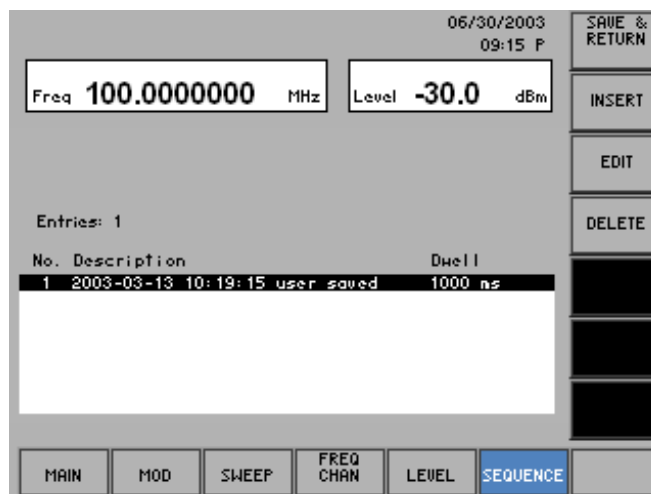 06/30/2003
09:15 P
Freq 100.0000000 MHz
Level -30.0 dBm
Entries: 1
No. Description Dwell
1 2003-03-13 10:19:15 user saved 1000 ms
SAVE & RETURN
INSERT
EDIT
DELETE
MAIN
MOD
SWEEP
FREQ CHAN
LEVEL
SEQUENCE